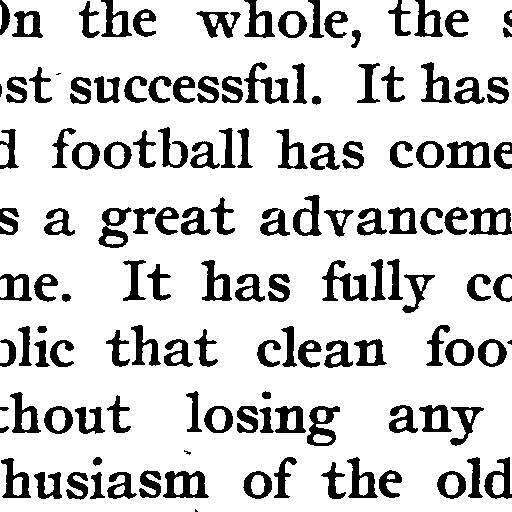 On the whole, the s
ost successful. It has
d football has come
s a great advancem
me. It has fully co
blic that clean foot
thout losing any
husiasm of the old